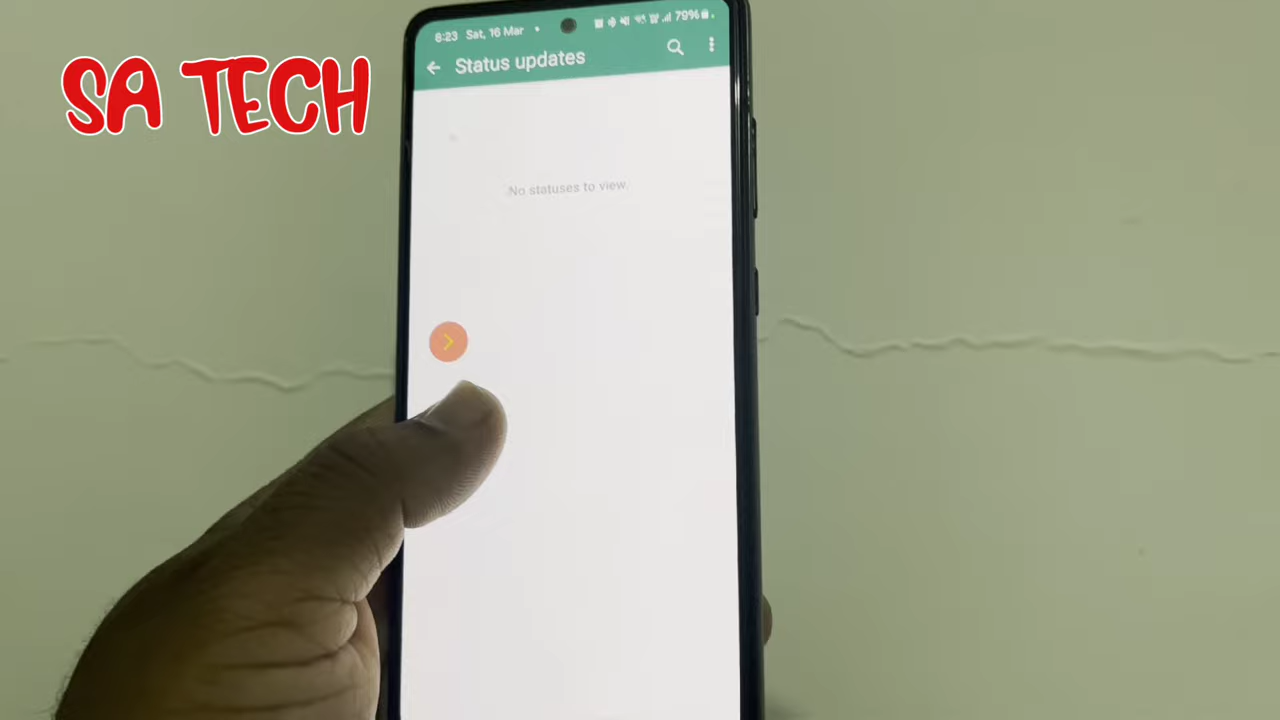 SA TECH
8:23 Sat, 16 Mar
79%
Status updates
No statuses to view.